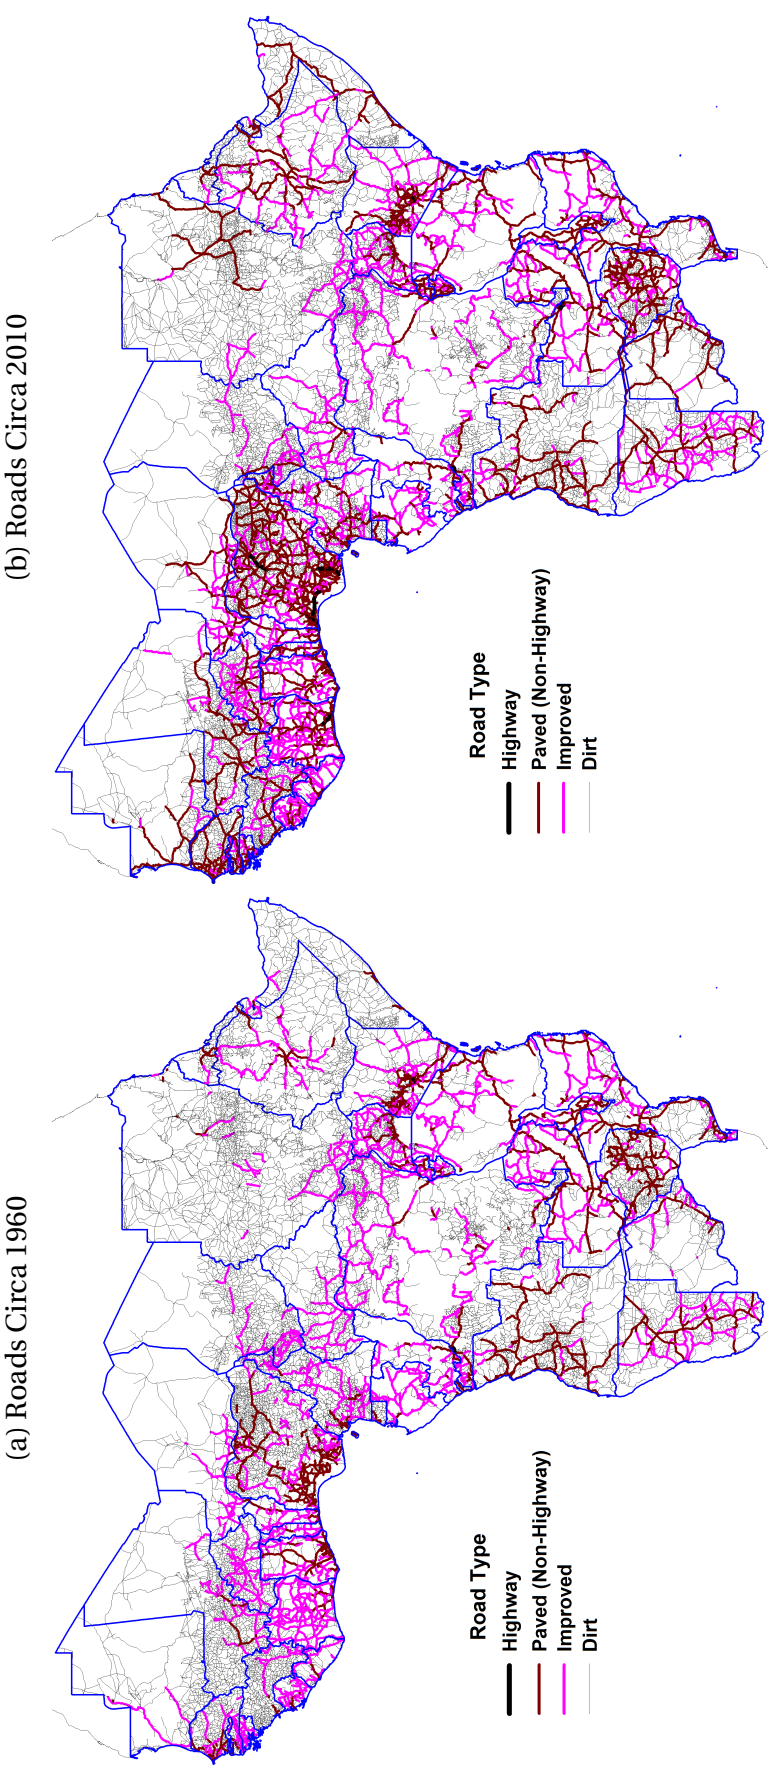 (a) Roads Circa 1960
Road Type
Highway
Paved (Non-Highway)
Improved
Dirt
(b) Roads Circa 2010
Road Type
Highway
Paved (Non-Highway)
Improved
Dirt